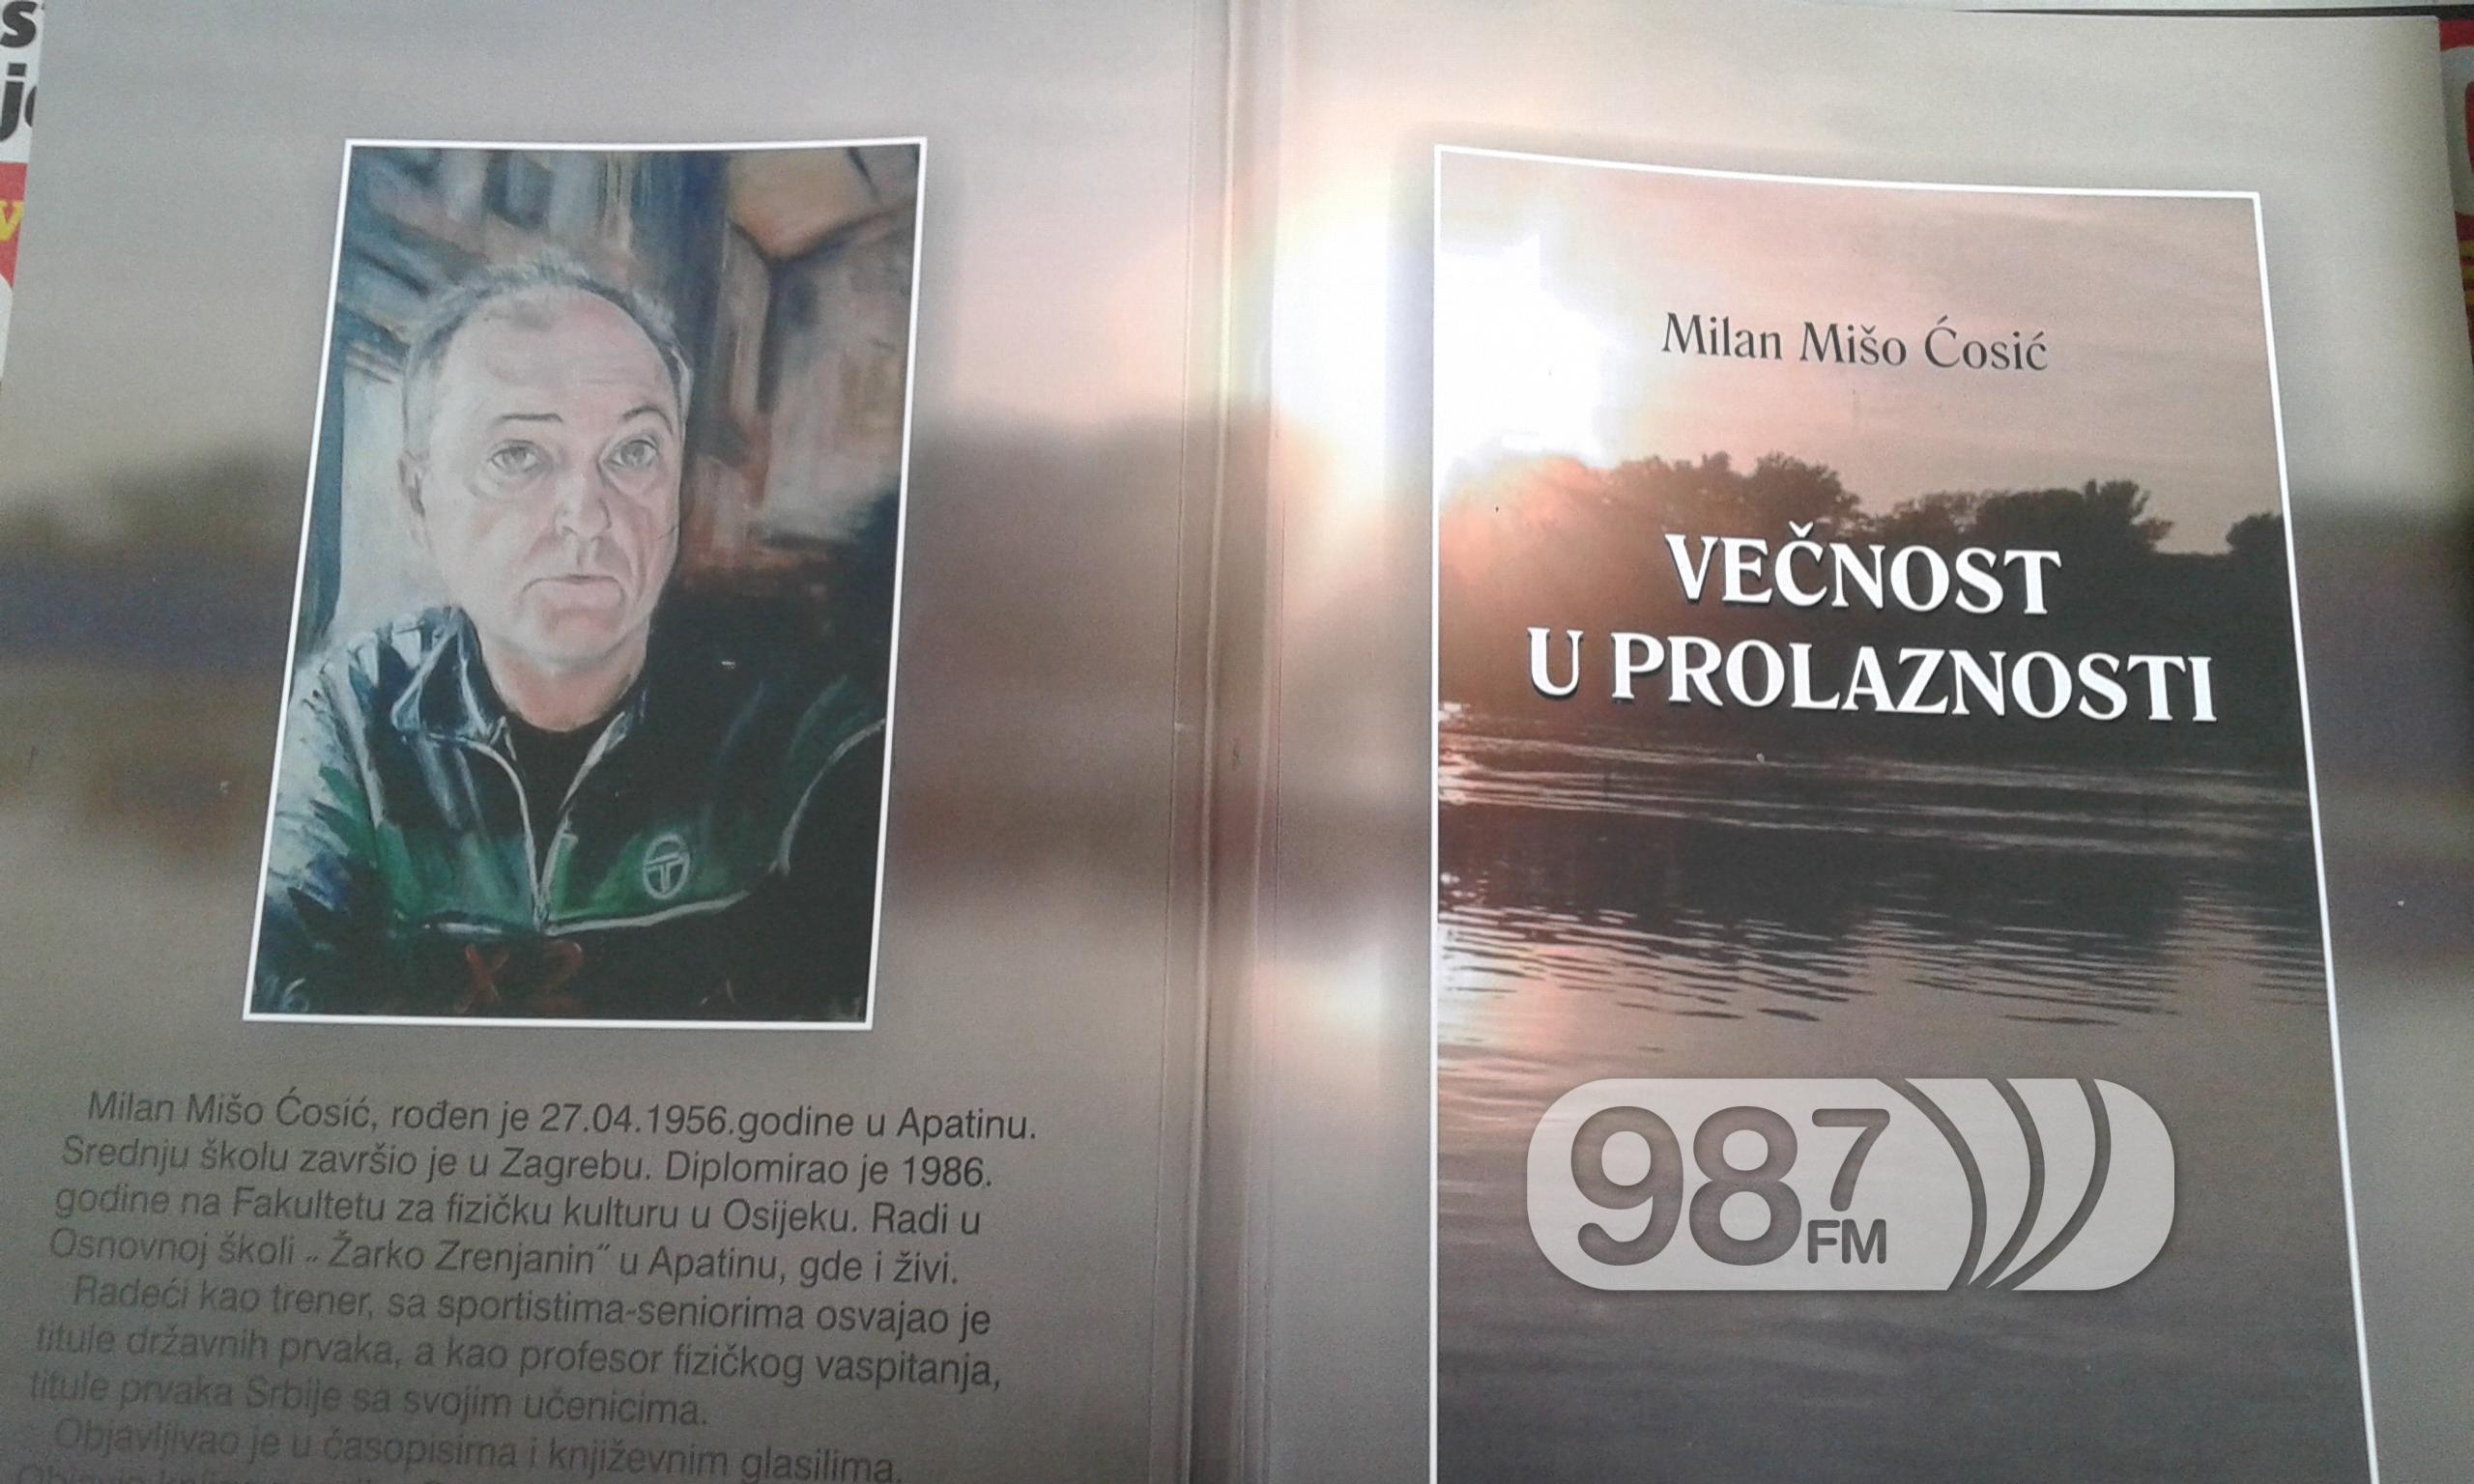 Milan Mišo Ćosić, rođen je 27.04.1956.godine u Apatinu.
Srednju školu završio je u Zagrebu. Diplomirao je 1986.
godine na Fakultetu za fizičku kulturu u Osijeku. Radi u
Osnovnoj školi „ Žarko Zrenjanin˝ u Apatinu, gde i živi.
Radeći kao trener, sa sportistima-seniorima osvajao je
titule državnih prvaka, a kao profesor fizičkog vaspitanja,
titule prvaka Srbije sa svojim učenicima.
Objavljivao je u časopisima i književnim glasilima.
x2
Milan Mišo Ćosić
VEČNOST
U PROLAZNOSTI
987
FM